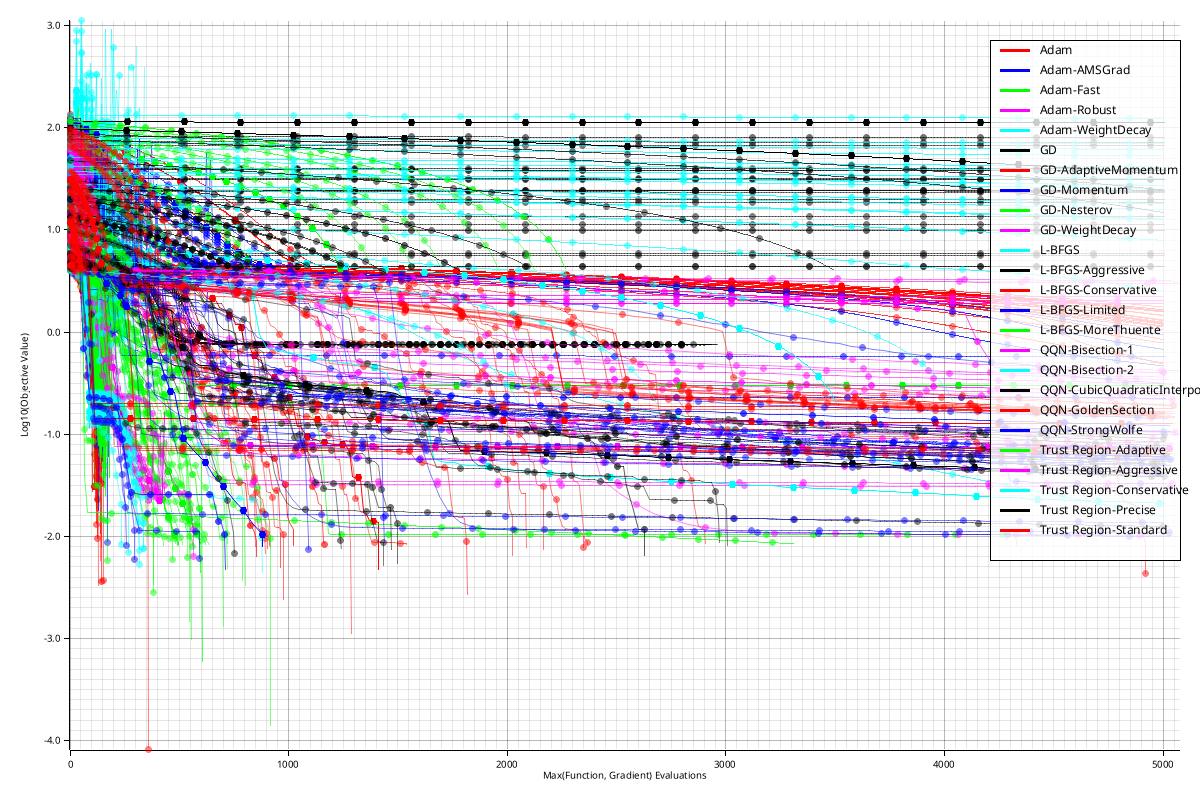 3.0
2.0
1.0
0.0
-1.0
-2.0
-3.0
-4.0
Log10(Objective Value)
0
1000
2000
3000
4000
5000
Max(Function, Gradient) Evaluations
Adam
Adam-AMSGrad
Adam-Fast
Adam-Robust
Adam-WeightDecay
GD
GD-AdaptiveMomentum
GD-Momentum
GD-Nesterov
GD-WeightDecay
L-BFGS
L-BFGS-Aggressive
L-BFGS-Conservative
L-BFGS-Limited
L-BFGS-MoreThuente
QQN-Bisection-1
QQN-Bisection-2
QQN-CubicQuadraticInterpo
QQN-GoldenSection
QQN-StrongWolfe
Trust Region-Adaptive
Trust Region-Aggressive
Trust Region-Conservative
Trust Region-Precise
Trust Region-Standard